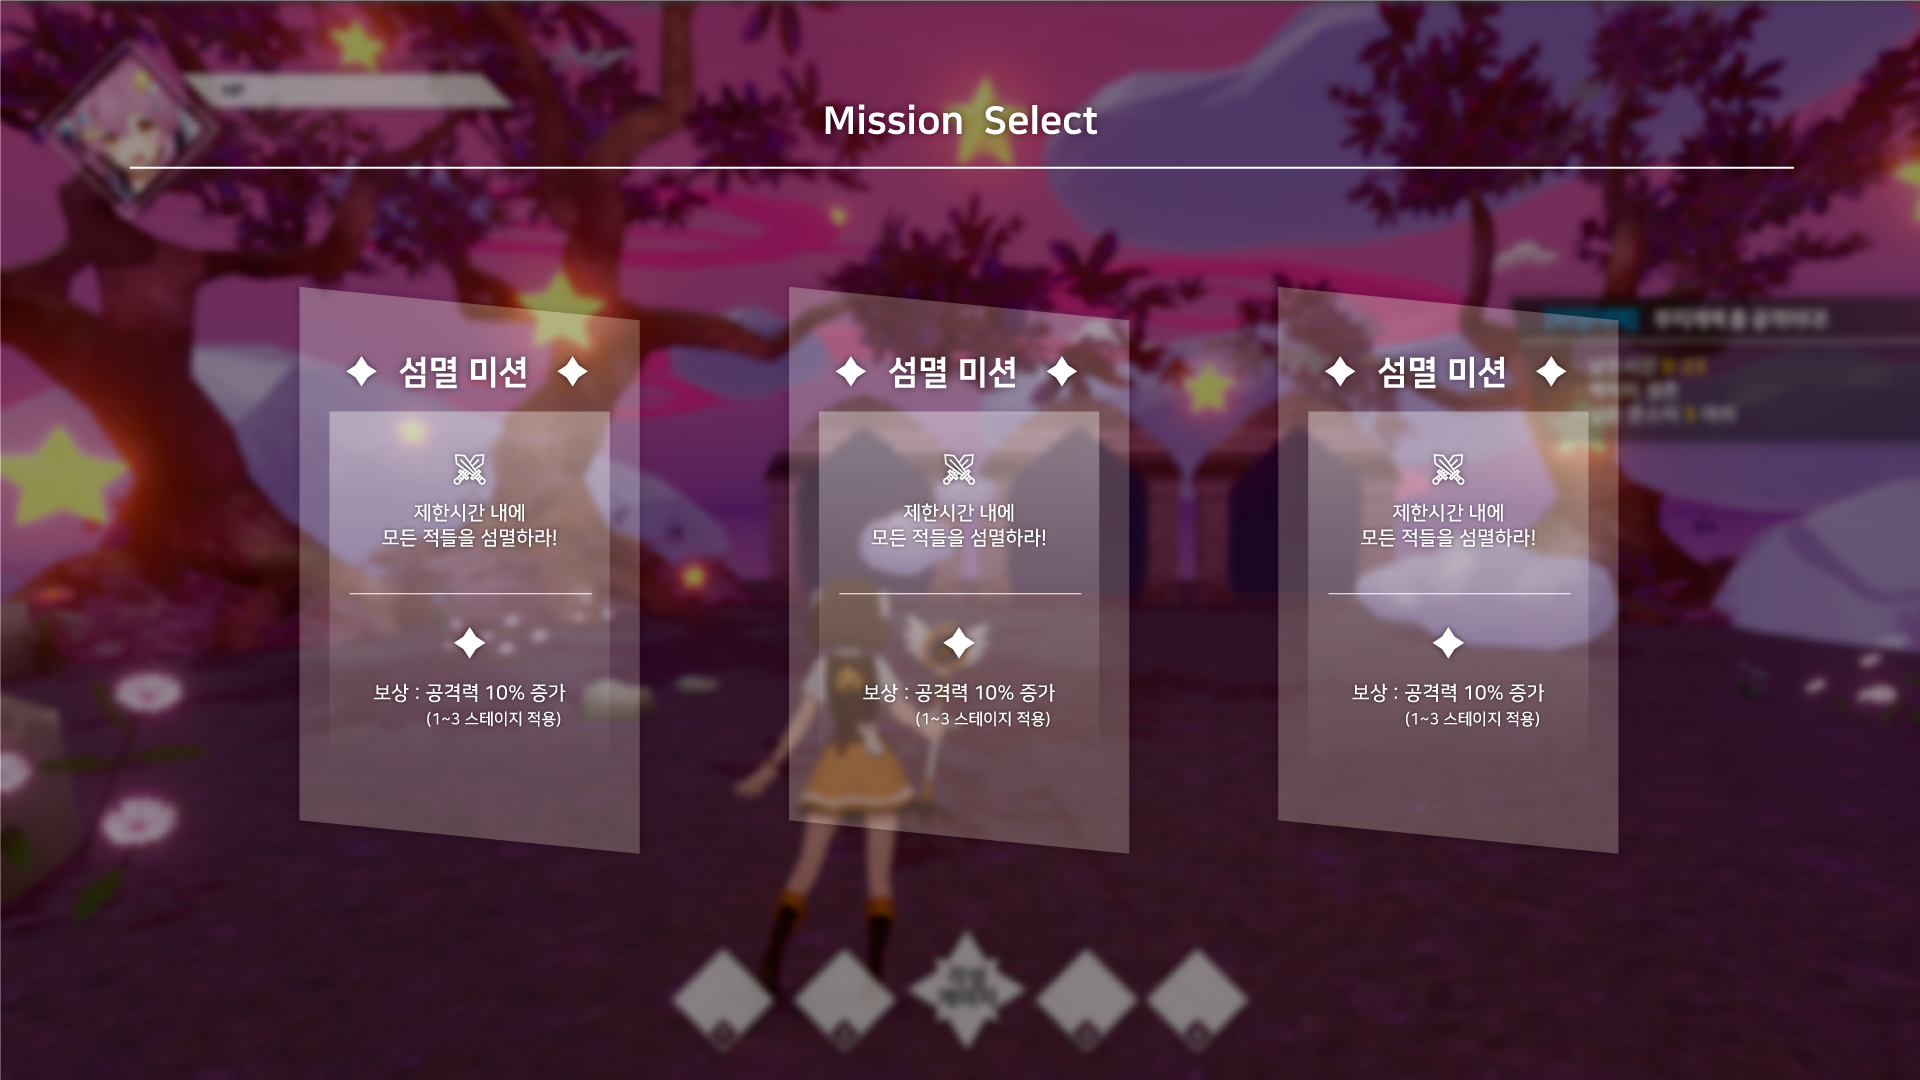 HP
Mission Select
섬멸 미션
제한시간 내에
모든 적들을 섬멸하라!
보상 : 공격력 10% 증가
(1~3 스테이지 적용)
섬멸 미션
제한시간 내에
모든 적들을 섬멸하라!
보상 : 공격력 10% 증가
(1~3 스테이지 적용)
섬멸 미션
제한시간 내에
모든 적들을 섬멸하라!
보상 : 공격력 10% 증가
(1~3 스테이지 적용)